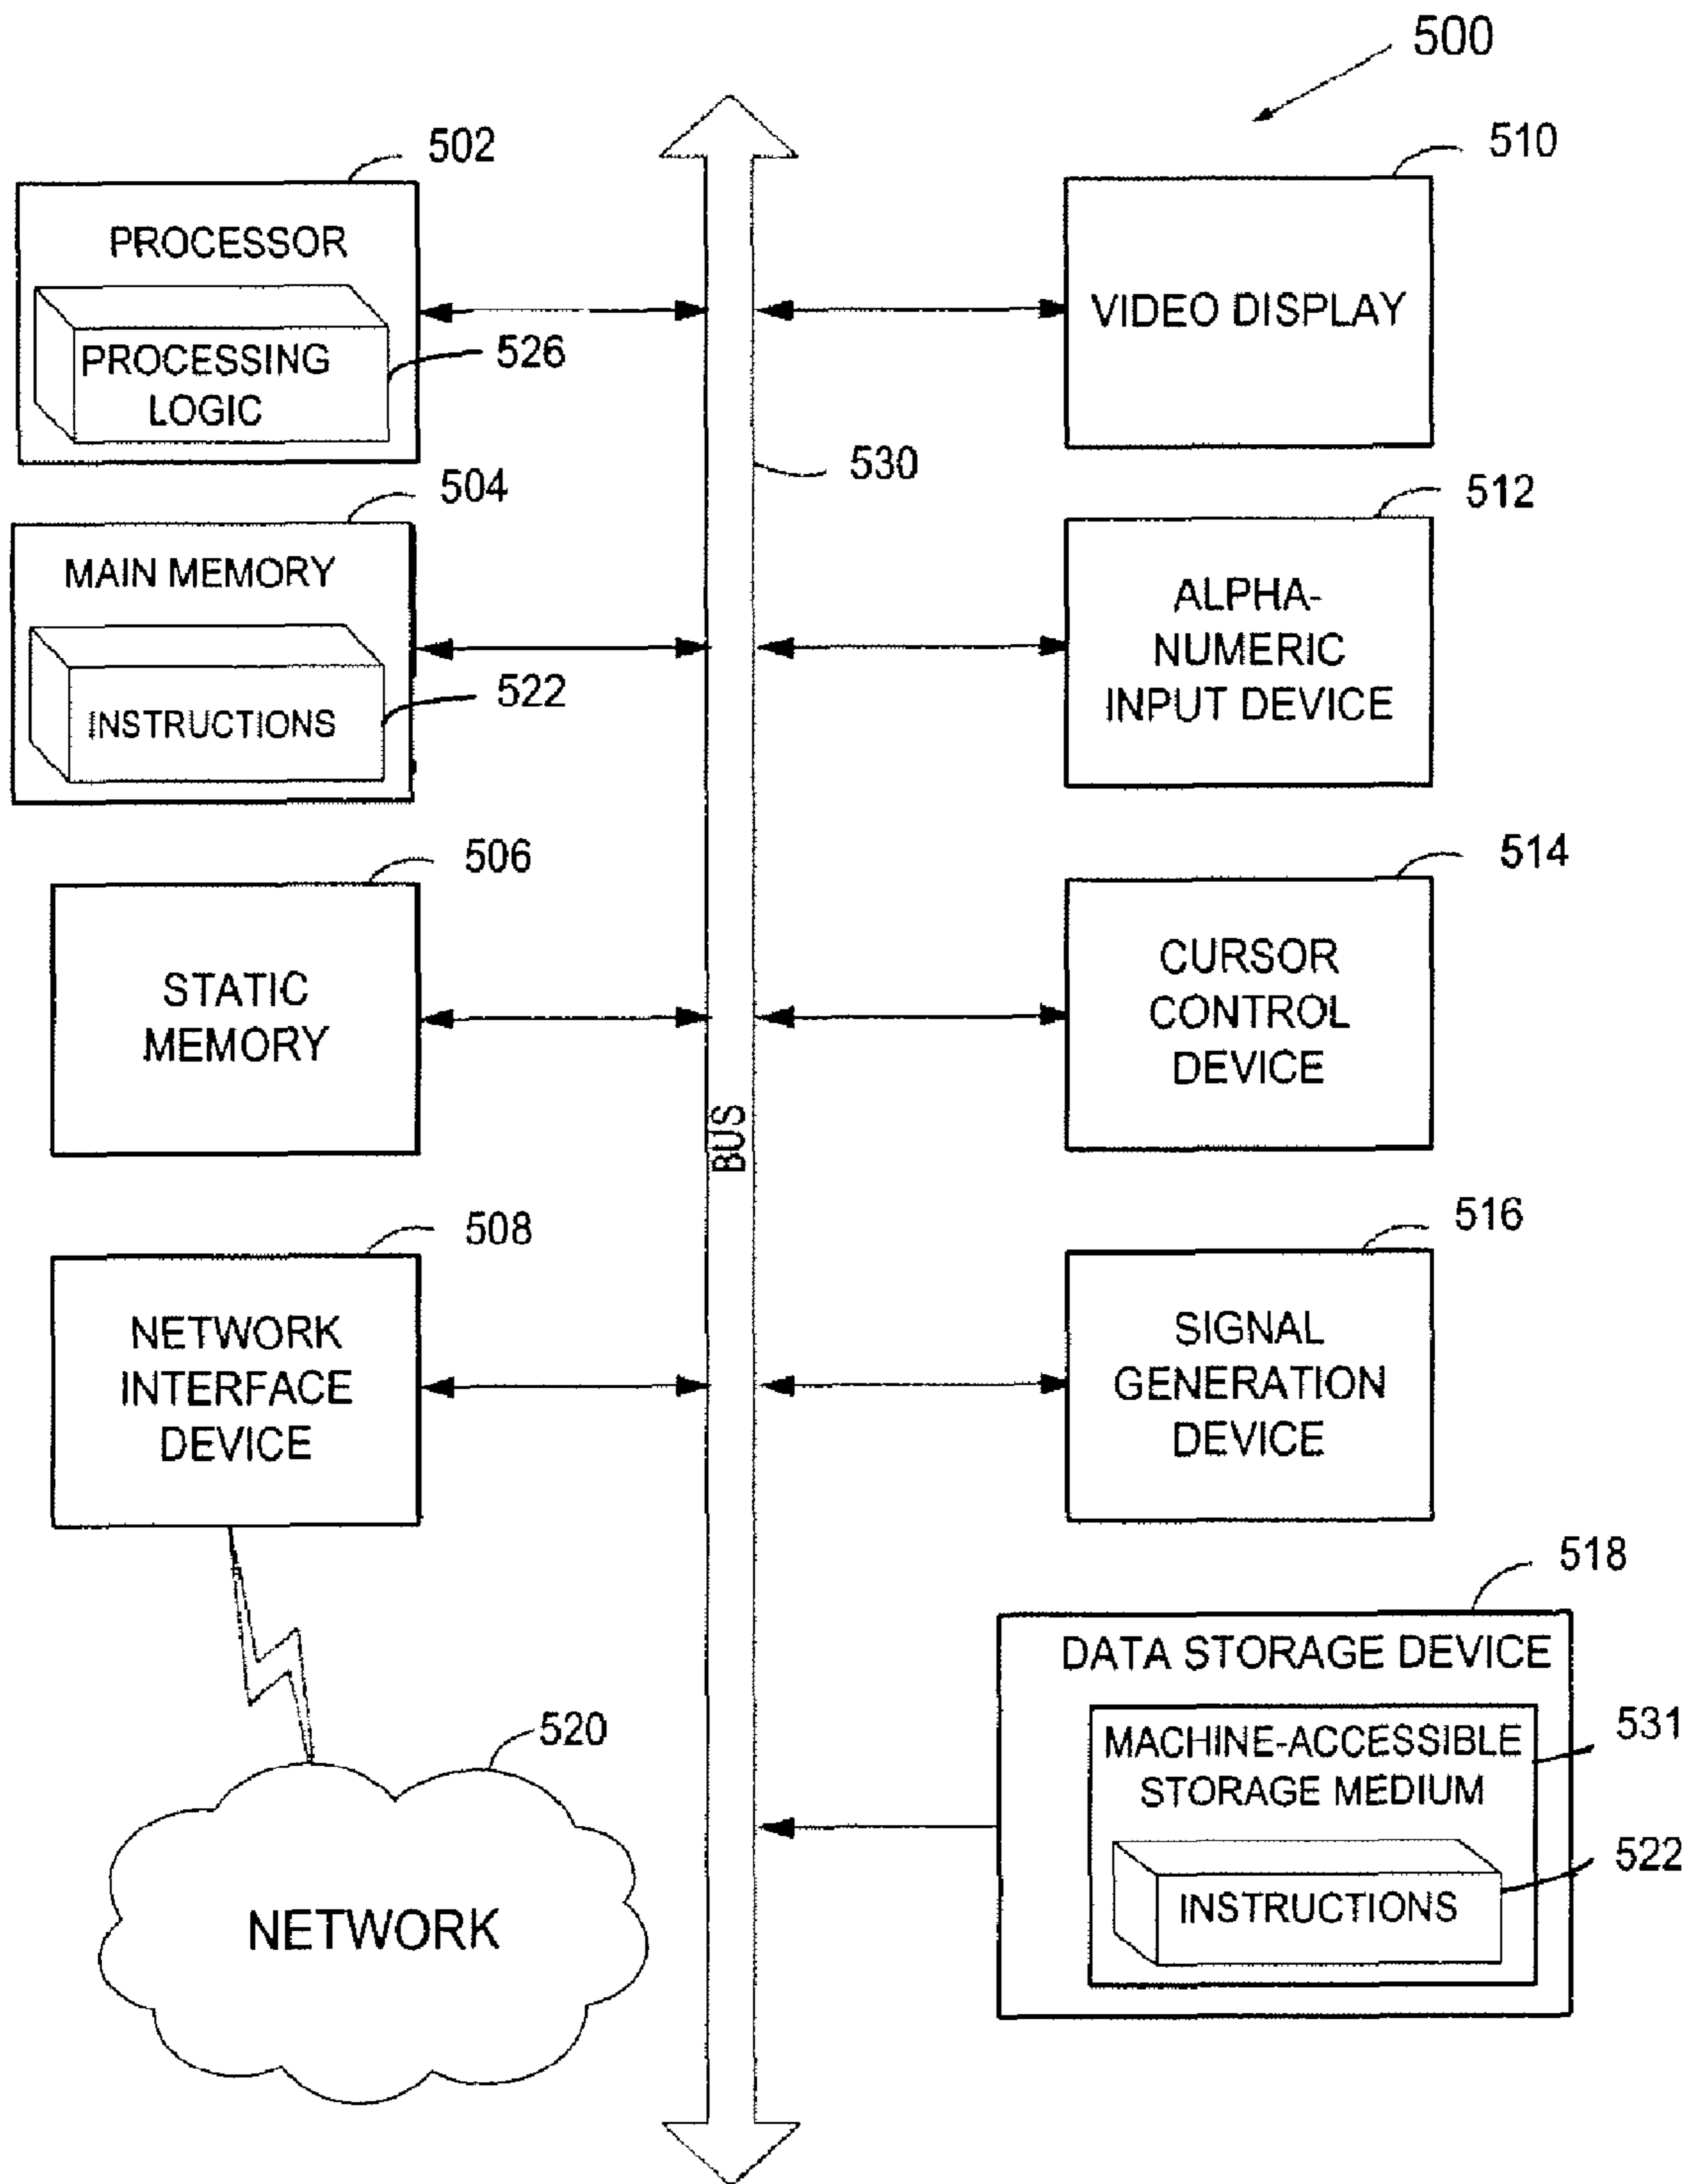 500
502
PROCESSOR
PROCESSING
LOGIC
526
504
MAIN MEMORY
INSTRUCTIONS
522
506
STATIC
MEMORY
508
NETWORK
INTERFACE
DEVICE
520
NETWORK
530
BUS
510
VIDEO DISPLAY
512
ALPHA-
NUMERIC
INPUT DEVICE
514
CURSOR
CONTROL
DEVICE
516
SIGNAL
GENERATION
DEVICE
518
DATA STORAGE DEVICE
531
MACHINE-ACCESSIBLE
STORAGE MEDIUM
522
INSTRUCTIONS